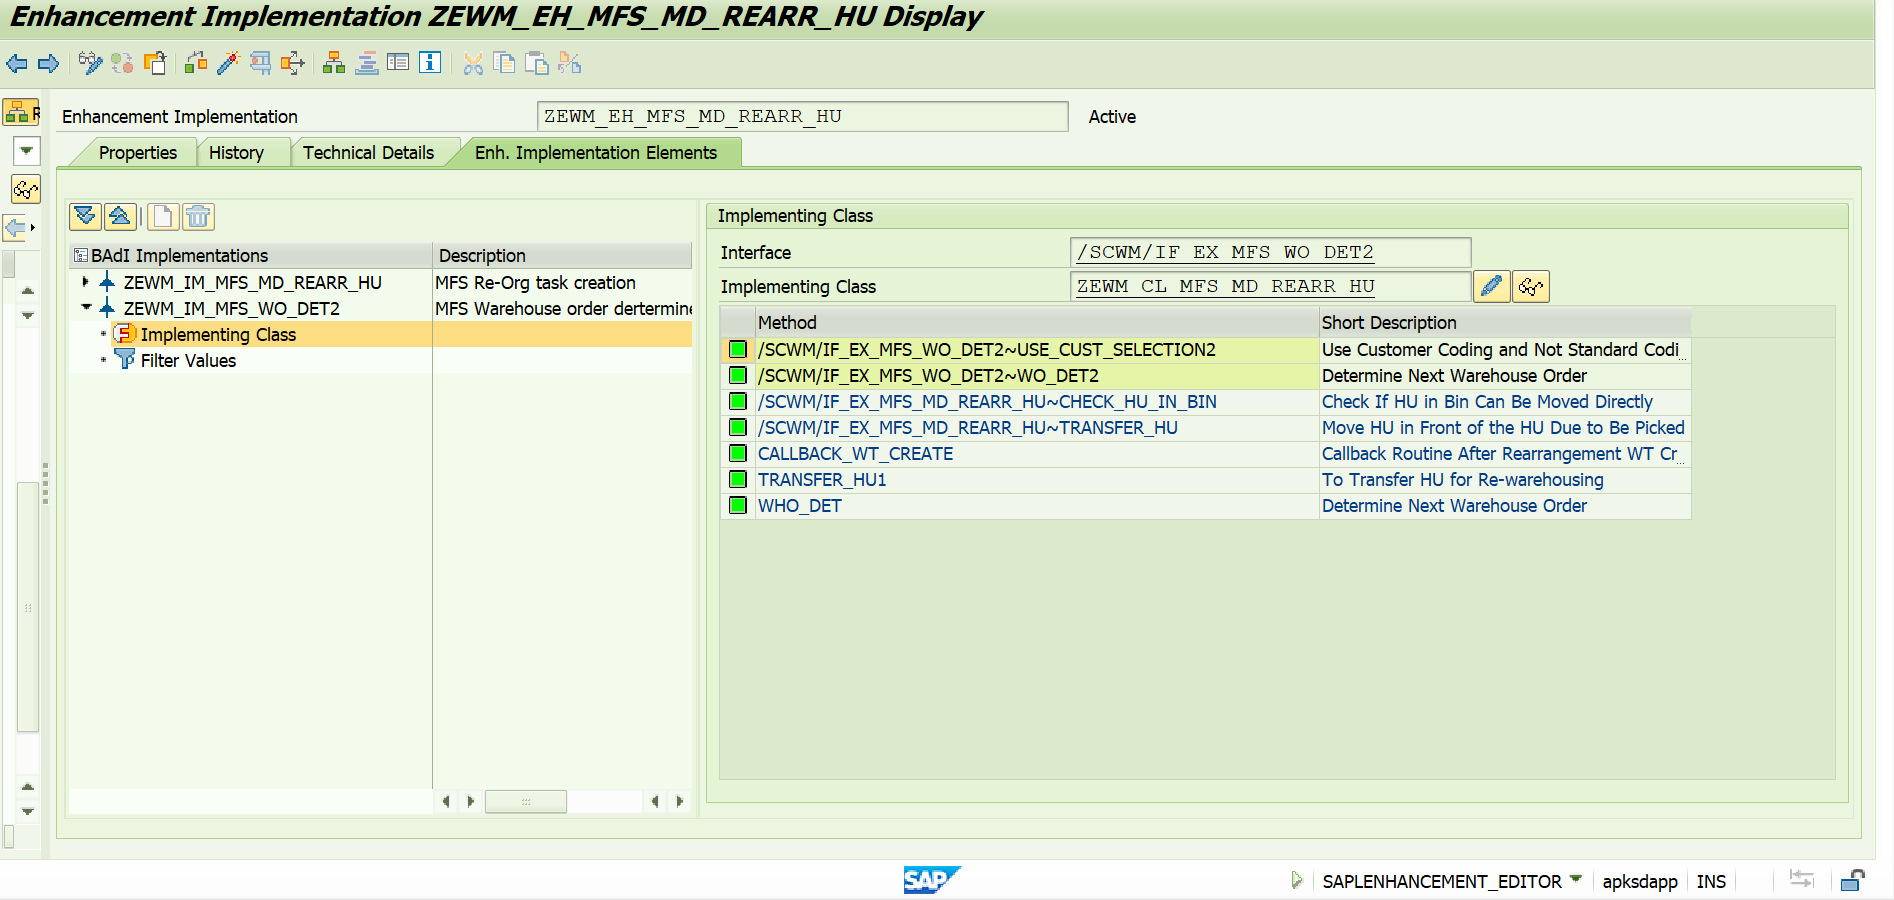 Enhancement Implementation ZEWM_EH_MFS_MD_REARR_HU Display
R
Enhancement Implementation ZEWM_EH_MFS_MD_REARR_HU Active
Properties History Technical Details Enh. Implementation Elements
BAdI Implementations Description
ZEWM_IM_MFS_MD_REARR_HU MFS Re-Org task creation
ZEWM_IM_MFS_WO_DET2 MFS Warehouse order dertermine
Implementing Class
Filter Values
Implementing Class
Interface /SCWM/IF_EX_MFS_WO_DET2
Implementing Class ZEWM_CL_MFS_MD_REARR_HU
Method Short Description
/SCWM/IF_EX_MFS_WO_DET2~USE_CUST_SELECTION2 Use Customer Coding and Not Standard Codi...
/SCWM/IF_EX_MFS_WO_DET2~WO_DET2 Determine Next Warehouse Order
/SCWM/IF_EX_MFS_MD_REARR_HU~CHECK_HU_IN_BIN Check If HU in Bin Can Be Moved Directly
/SCWM/IF_EX_MFS_MD_REARR_HU~TRANSFER_HU Move HU in Front of the HU Due to Be Picked
CALLBACK_WT_CREATE Callback Routine After Rearrangement WT Cr...
TRANSFER_HU1 To Transfer HU for Re-warehousing
WHO_DET Determine Next Warehouse Order
SAP SAPLENHANCEMENT_EDITOR apksdapp INS